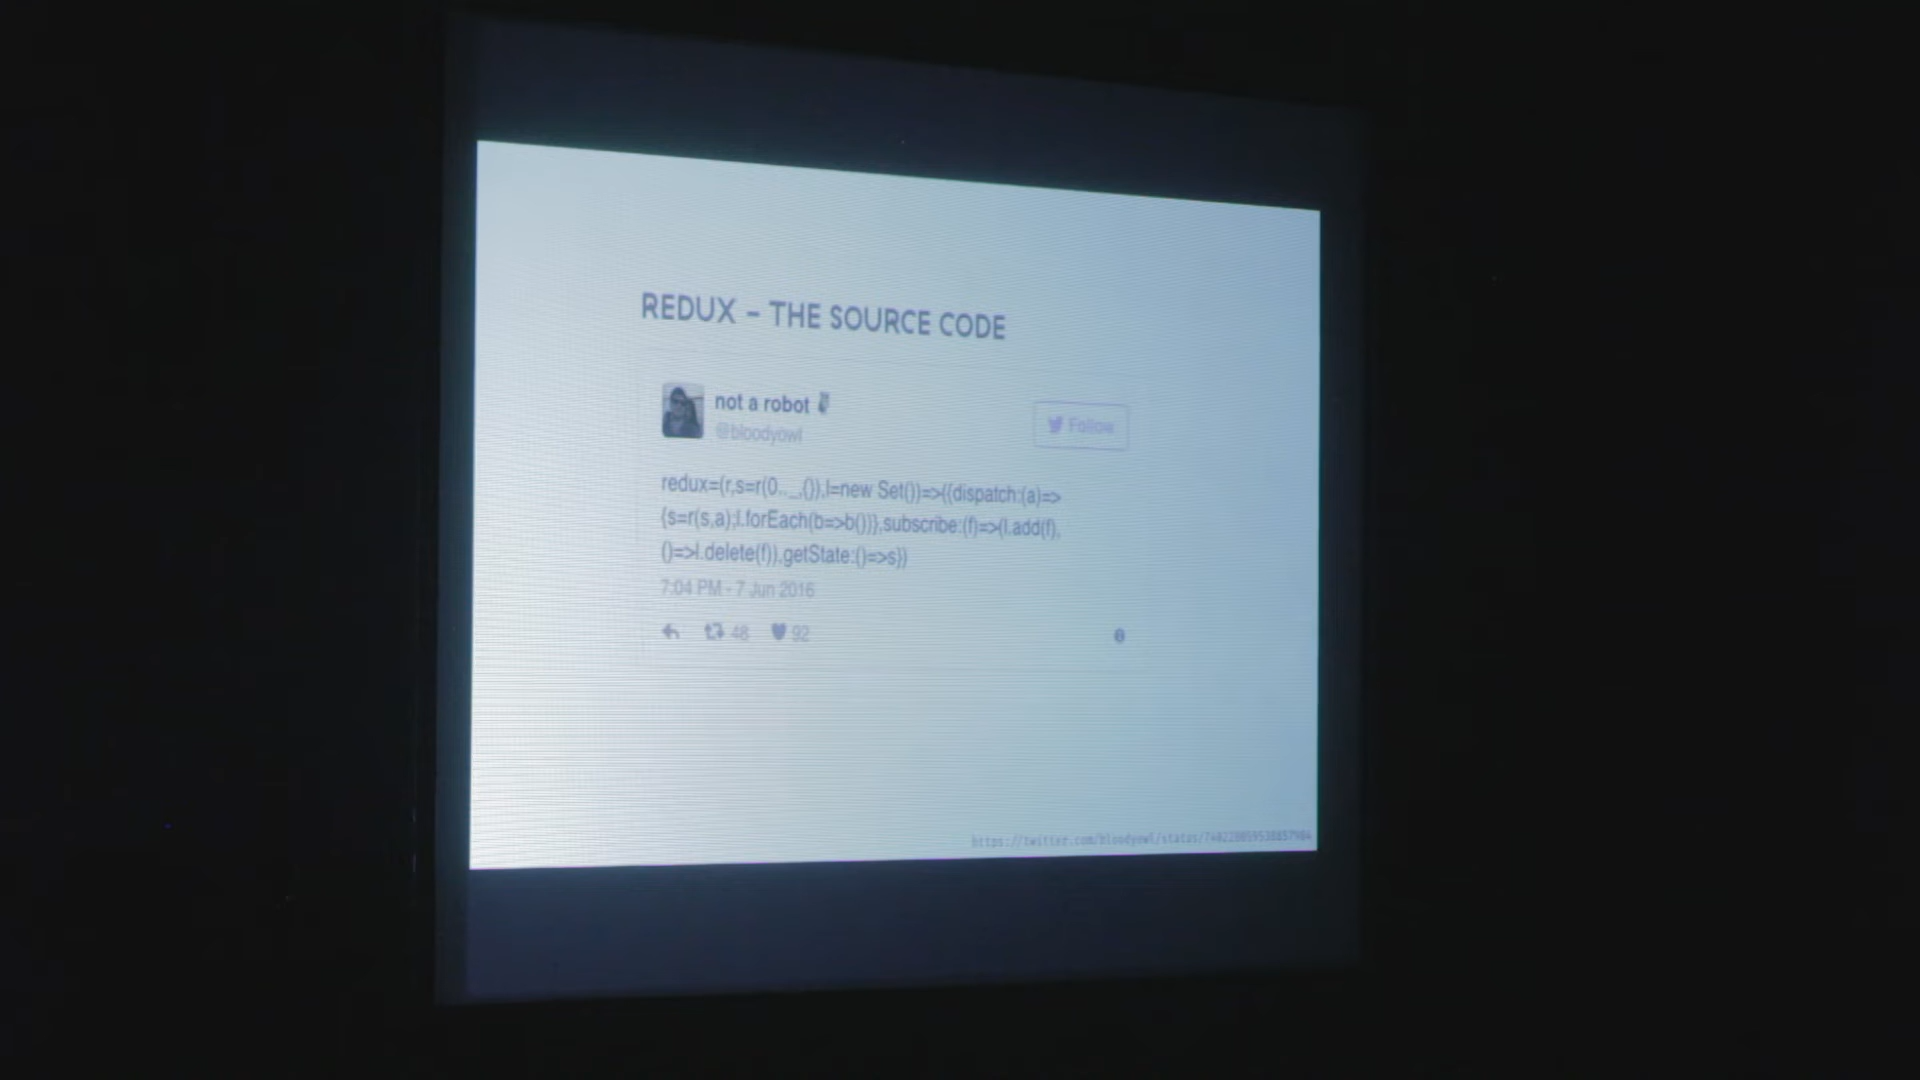 REDUX – THE SOURCE CODE
not a robot
@bloodyowl
Follow
redux=(r,s=r(0,_,{}),l=new Set())=>({dispatch:(a)=>
{s=r(s,a);l.forEach(b=>b())},subscribe:(f)=>(l.add(f),
()=>l.delete(f)),getState:()=>s})
7:04 PM - 7 Jun 2016
48 92